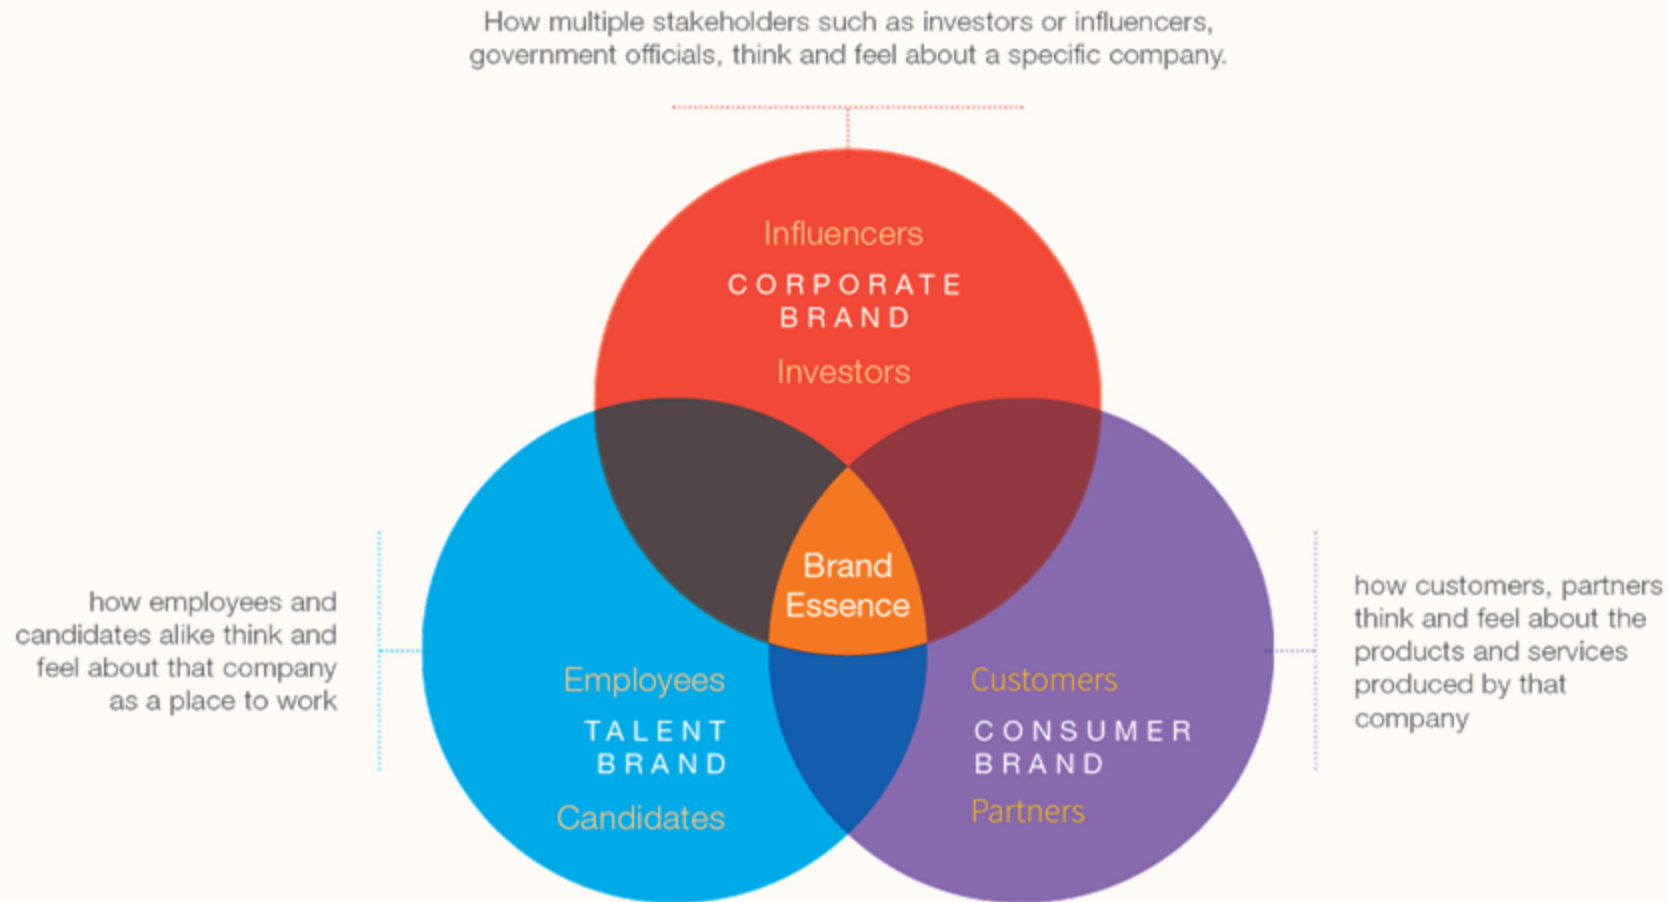 How multiple stakeholders such as investors or influencers,
government officials, think and feel about a specific company.
Influencers
CORPORATE
BRAND
Investors
Brand
Essence
how employees and
candidates alike think and
feel about that company
as a place to work
Employees
TALENT
BRAND
Candidates
Customers
CONSUMER
BRAND
Partners
how customers, partners
think and feel about the
products and services
produced by that
company